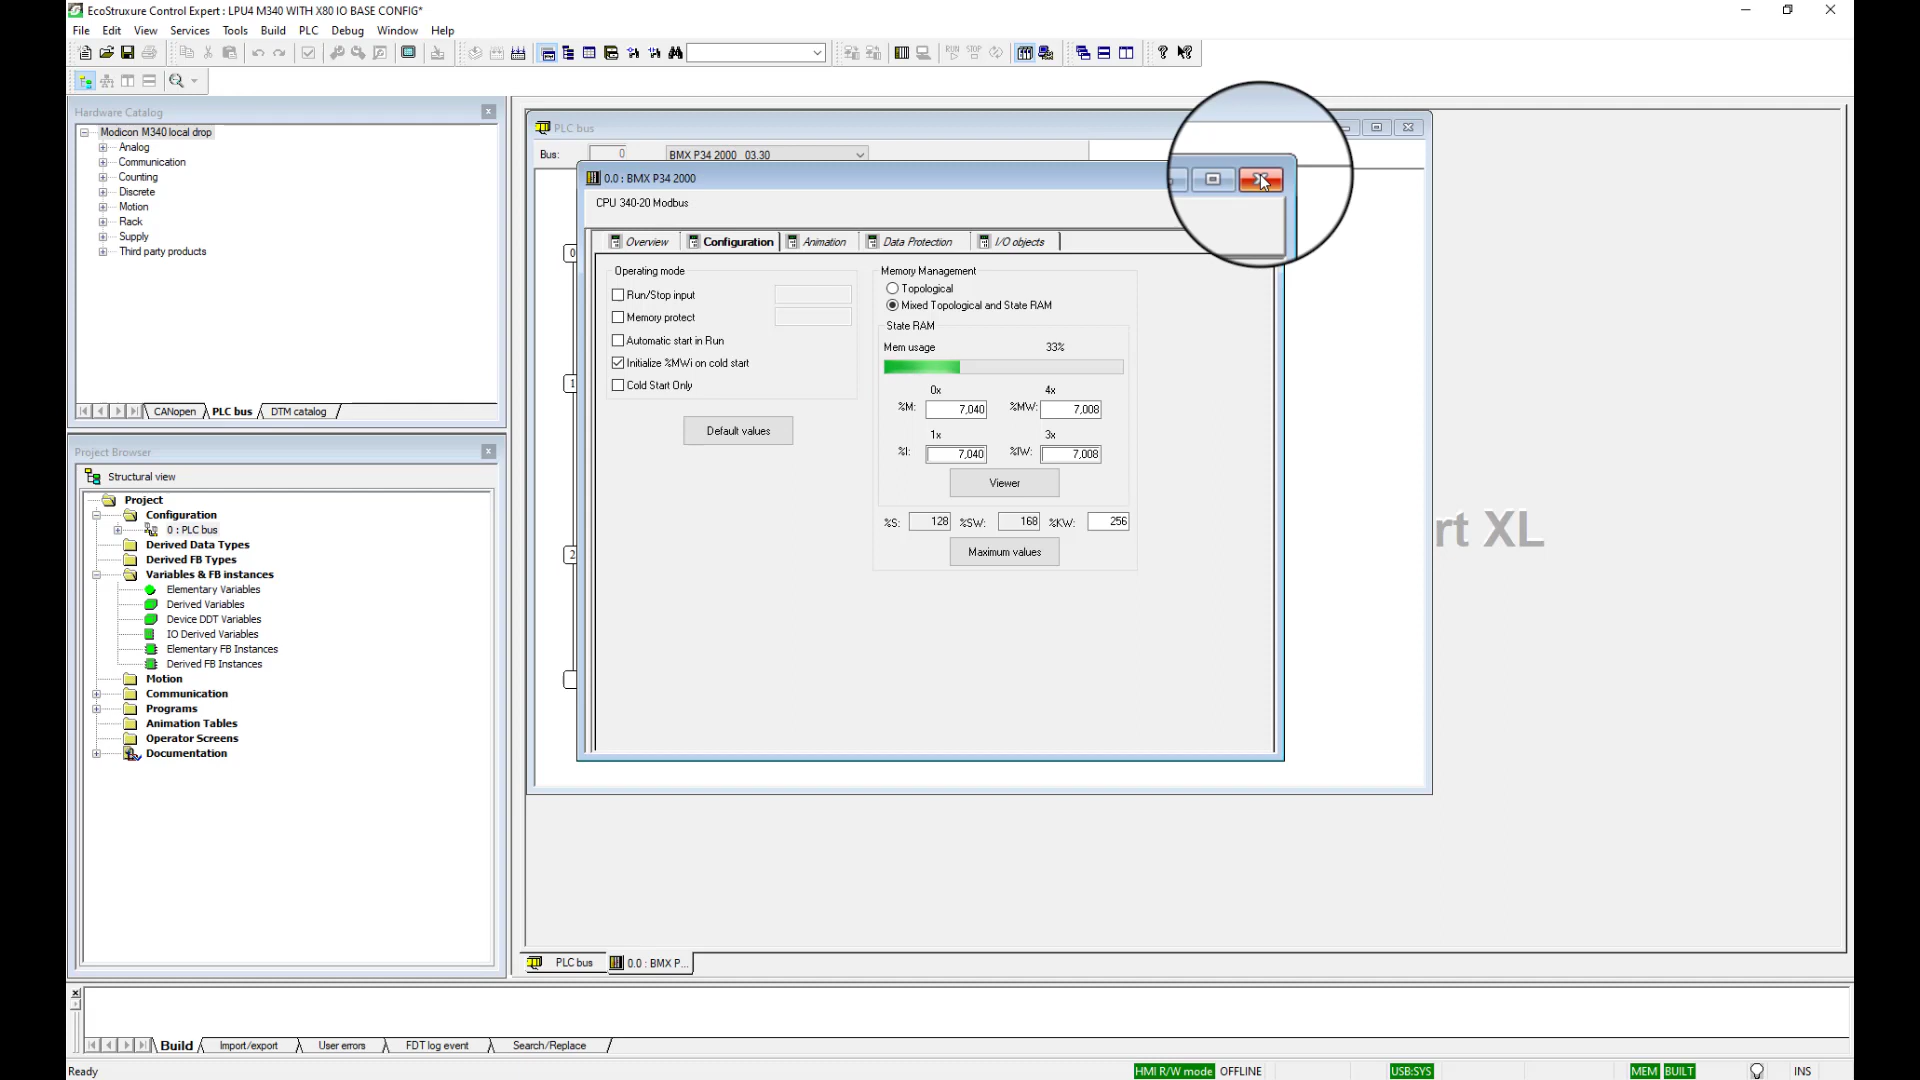 EcoStruxure Control Expert : LPU4 M340 WITH X80 IO BASE CONFIG*
File Edit View Services Tools Build PLC Debug Window Help
RUN STOP
Hardware Catalog
Modicon M340 local drop
Analog
Communication
Counting
Discrete
Motion
Rack
Supply
Third party products
CANopen PLC bus DTM catalog
Project Browser
Structural view
Project
Configuration
0 : PLC bus
Derived Data Types
Derived FB Types
Variables & FB instances
Elementary Variables
Derived Variables
Device DDT Variables
IO Derived Variables
Elementary FB Instances
Derived FB Instances
Motion
Communication
Programs
Animation Tables
Operator Screens
Documentation
PLC bus
Bus: 0 BMX P34 2000 03.30
0
1
2
0.0 : BMX P34 2000
CPU 340-20 Modbus
Overview Configuration Animation Data Protection I/O objects
Operating mode
Run/Stop input
Memory protect
Automatic start in Run
Initialize %MWi on cold start
Cold Start Only
Default values
Memory Management
Topological
Mixed Topological and State RAM
State RAM
Mem usage 33%
0x 4x
%M: 7,040 %MW: 7,008
1x 3x
%I: 7,040 %IW: 7,008
Viewer
%S: 128 %SW: 168 %KW: 256
Maximum values
rt XL
PLC bus 0.0 : BMX P...
Build Import/export User errors FDT log event Search/Replace
Ready HMI R/W mode OFFLINE USB:SYS MEM BUILT INS